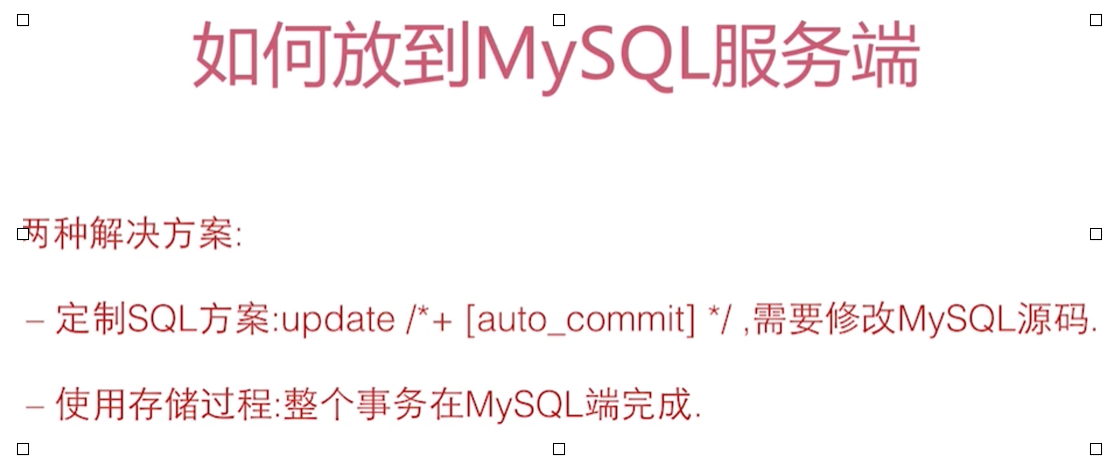 如何放到MySQL服务端
两种解决方案:
– 定制SQL方案:update /*+ [auto_commit] */ ,需要修改MySQL源码.
– 使用存储过程:整个事务在MySQL端完成.